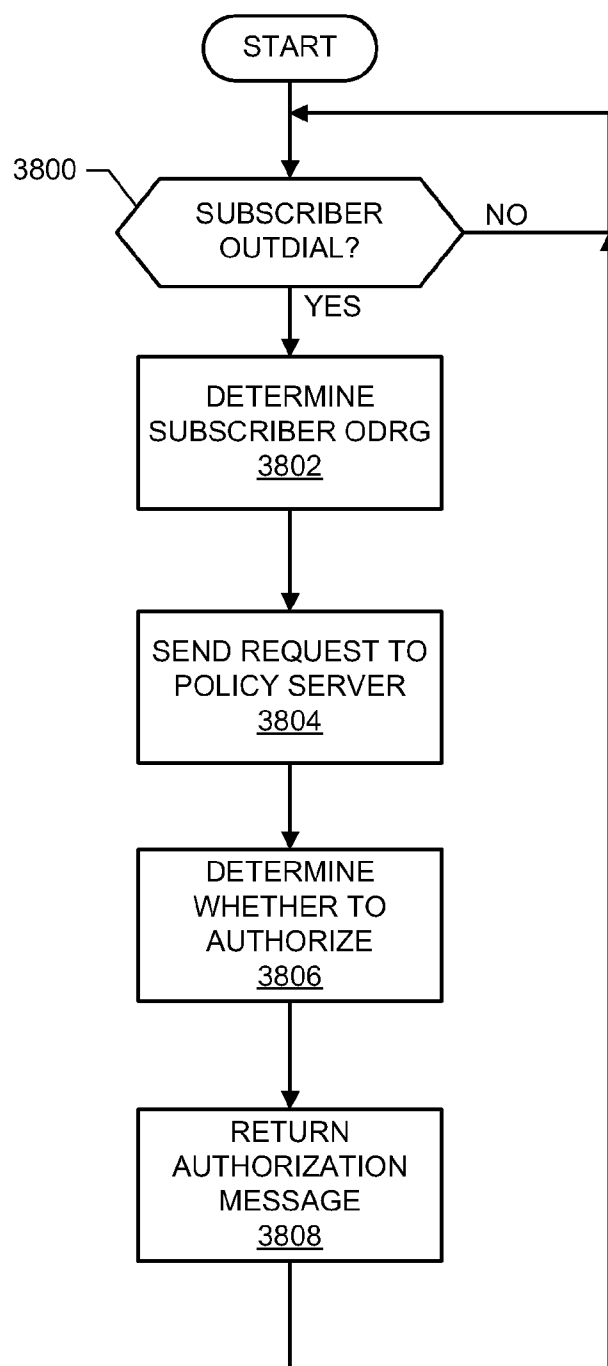 START
3800
SUBSCRIBER
OUTDIAL?
NO
YES
DETERMINE
SUBSCRIBER ODRG
3802
SEND REQUEST TO
POLICY SERVER
3804
DETERMINE
WHETHER TO
AUTHORIZE
3806
RETURN
AUTHORIZATION
MESSAGE
3808